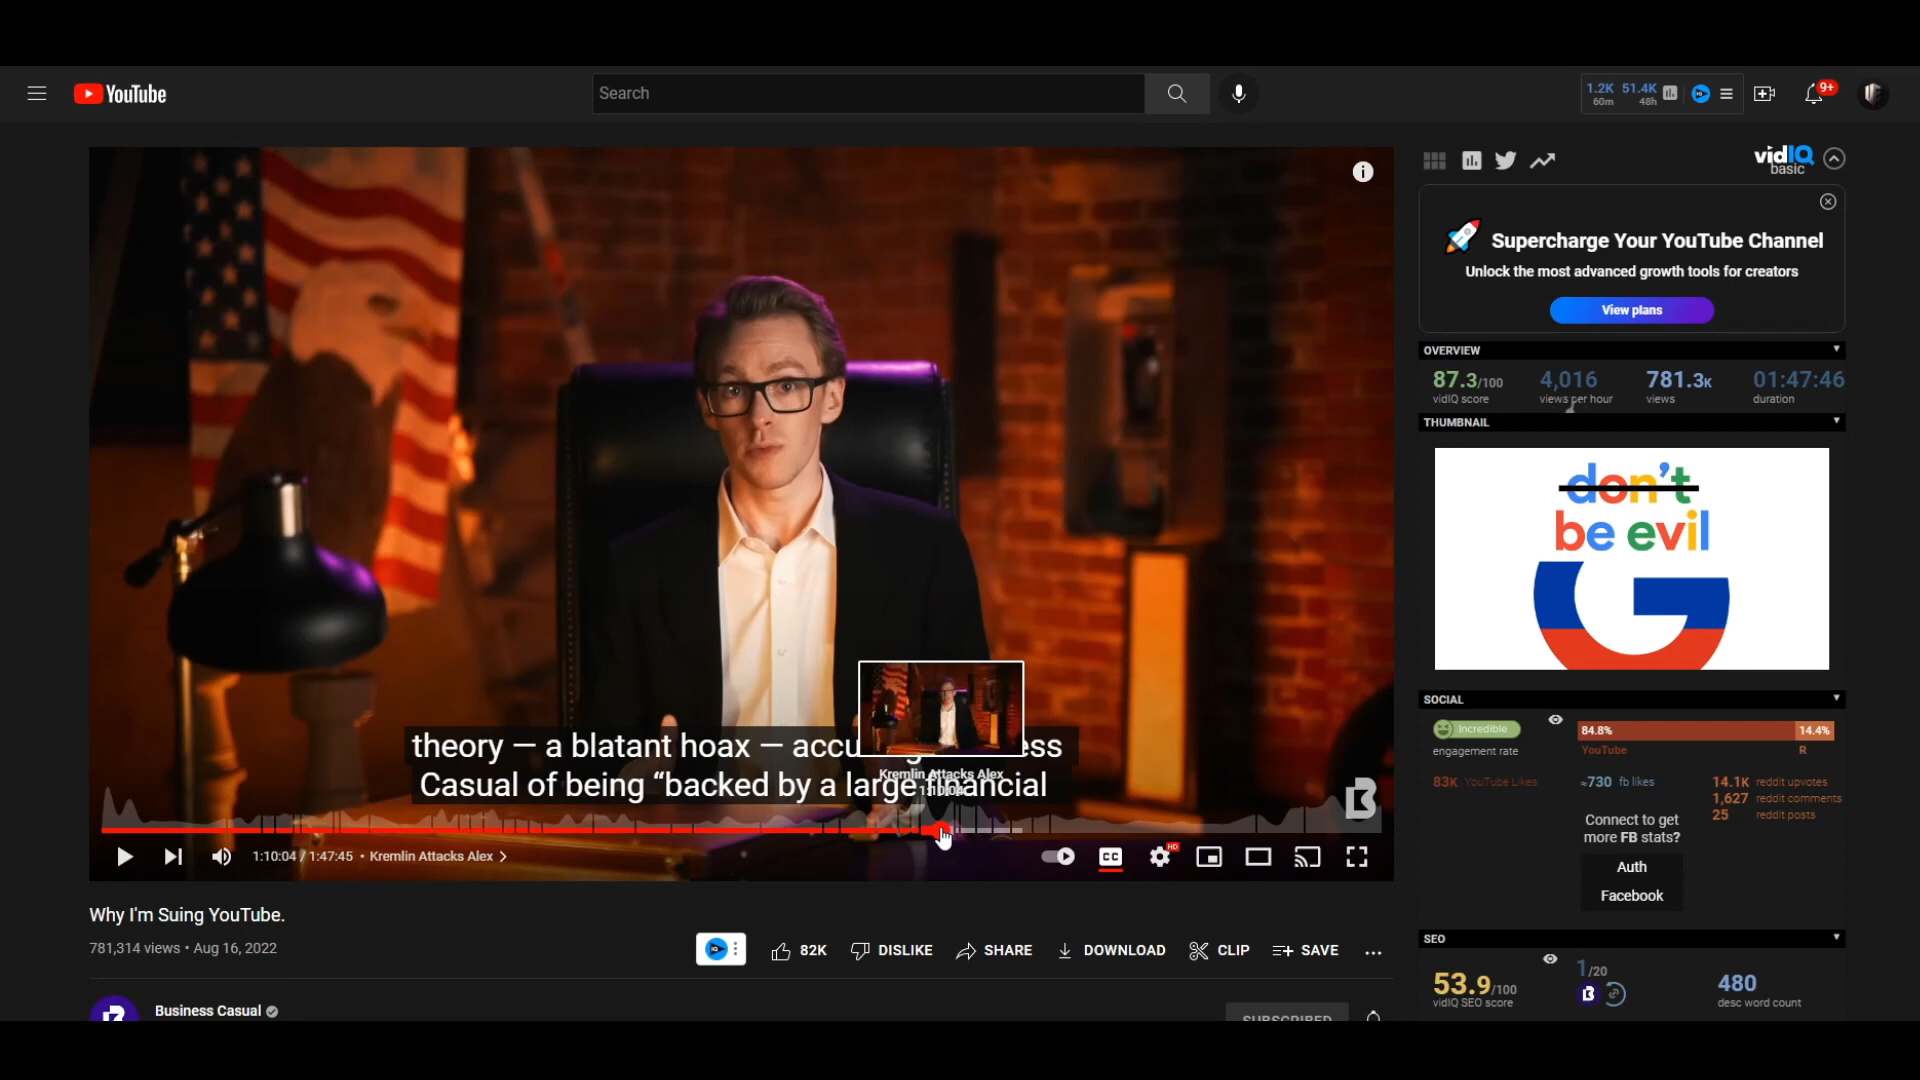 YouTube
Search
1.2K 51.4K
60m 48h
9+
theory — a blatant hoax — accu
ess
Casual of being “backed by a large financial
Kremlin Attacks Alex
1:10:04
1:10:04 / 1:47:45 • Kremlin Attacks Alex >
CC
HD
Why I'm Suing YouTube.
781,314 views • Aug 16, 2022
82K DISLIKE SHARE DOWNLOAD CLIP SAVE ...
Business Casual
SUBSCRIBED
vidIQ
basic
Supercharge Your YouTube Channel
Unlock the most advanced growth tools for creators
View plans
OVERVIEW
87.3/100 4,016 781.3K 01:47:46
vidIQ score views per hour views duration
THUMBNAIL
don't
be evil
G
SOCIAL
Incredible
engagement rate
84.8% 14.4%
YouTube R
83K YouTube Likes
≈730 fb likes
14.1K reddit upvotes
1,627 reddit comments
25 reddit posts
Connect to get
more FB stats?
Auth
Facebook
SEO
53.9/100
vidIQ SEO score
1/20
480
desc word count